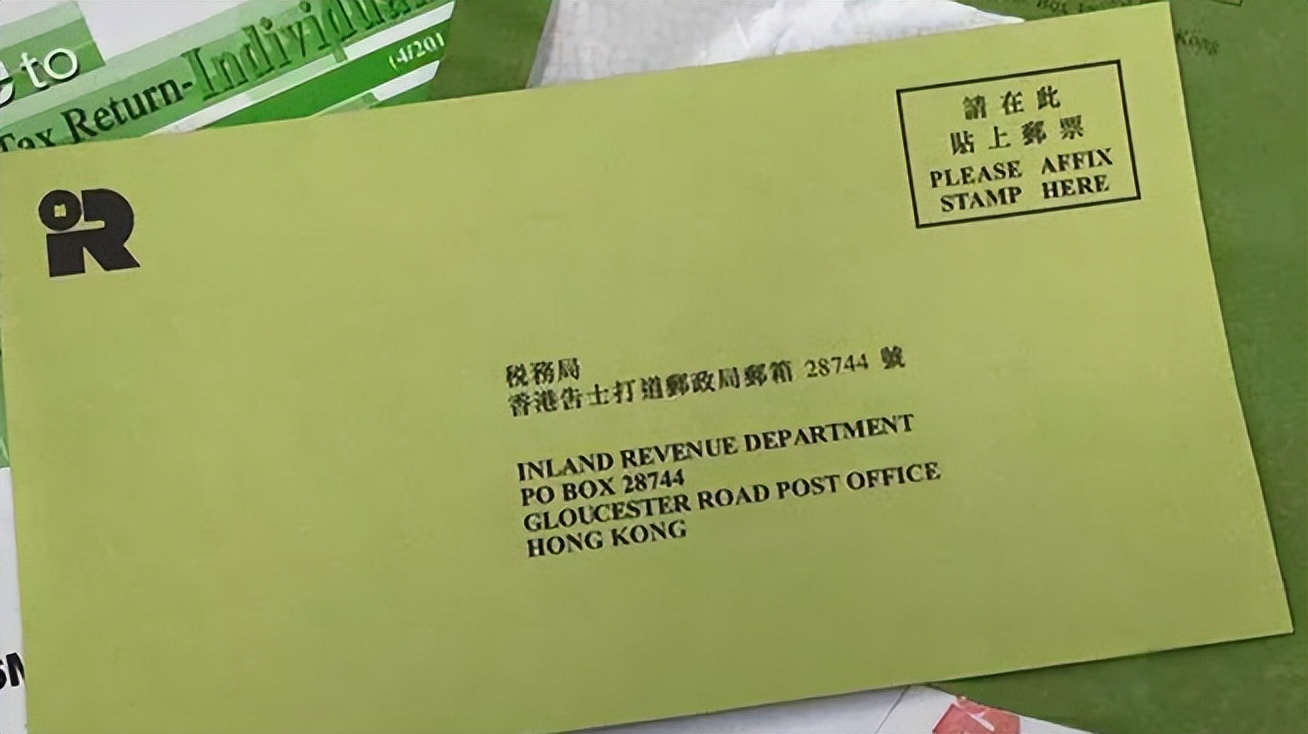 to
Tax Return-Individual
(4/201
請在此
貼上郵票
PLEASE AFFIX
STAMP HERE
税務局
香港告士打道郵政局郵箱 28744 號
INLAND REVENUE DEPARTMENT
PO BOX 28744
GLOUCESTER ROAD POST OFFICE
HONG KONG